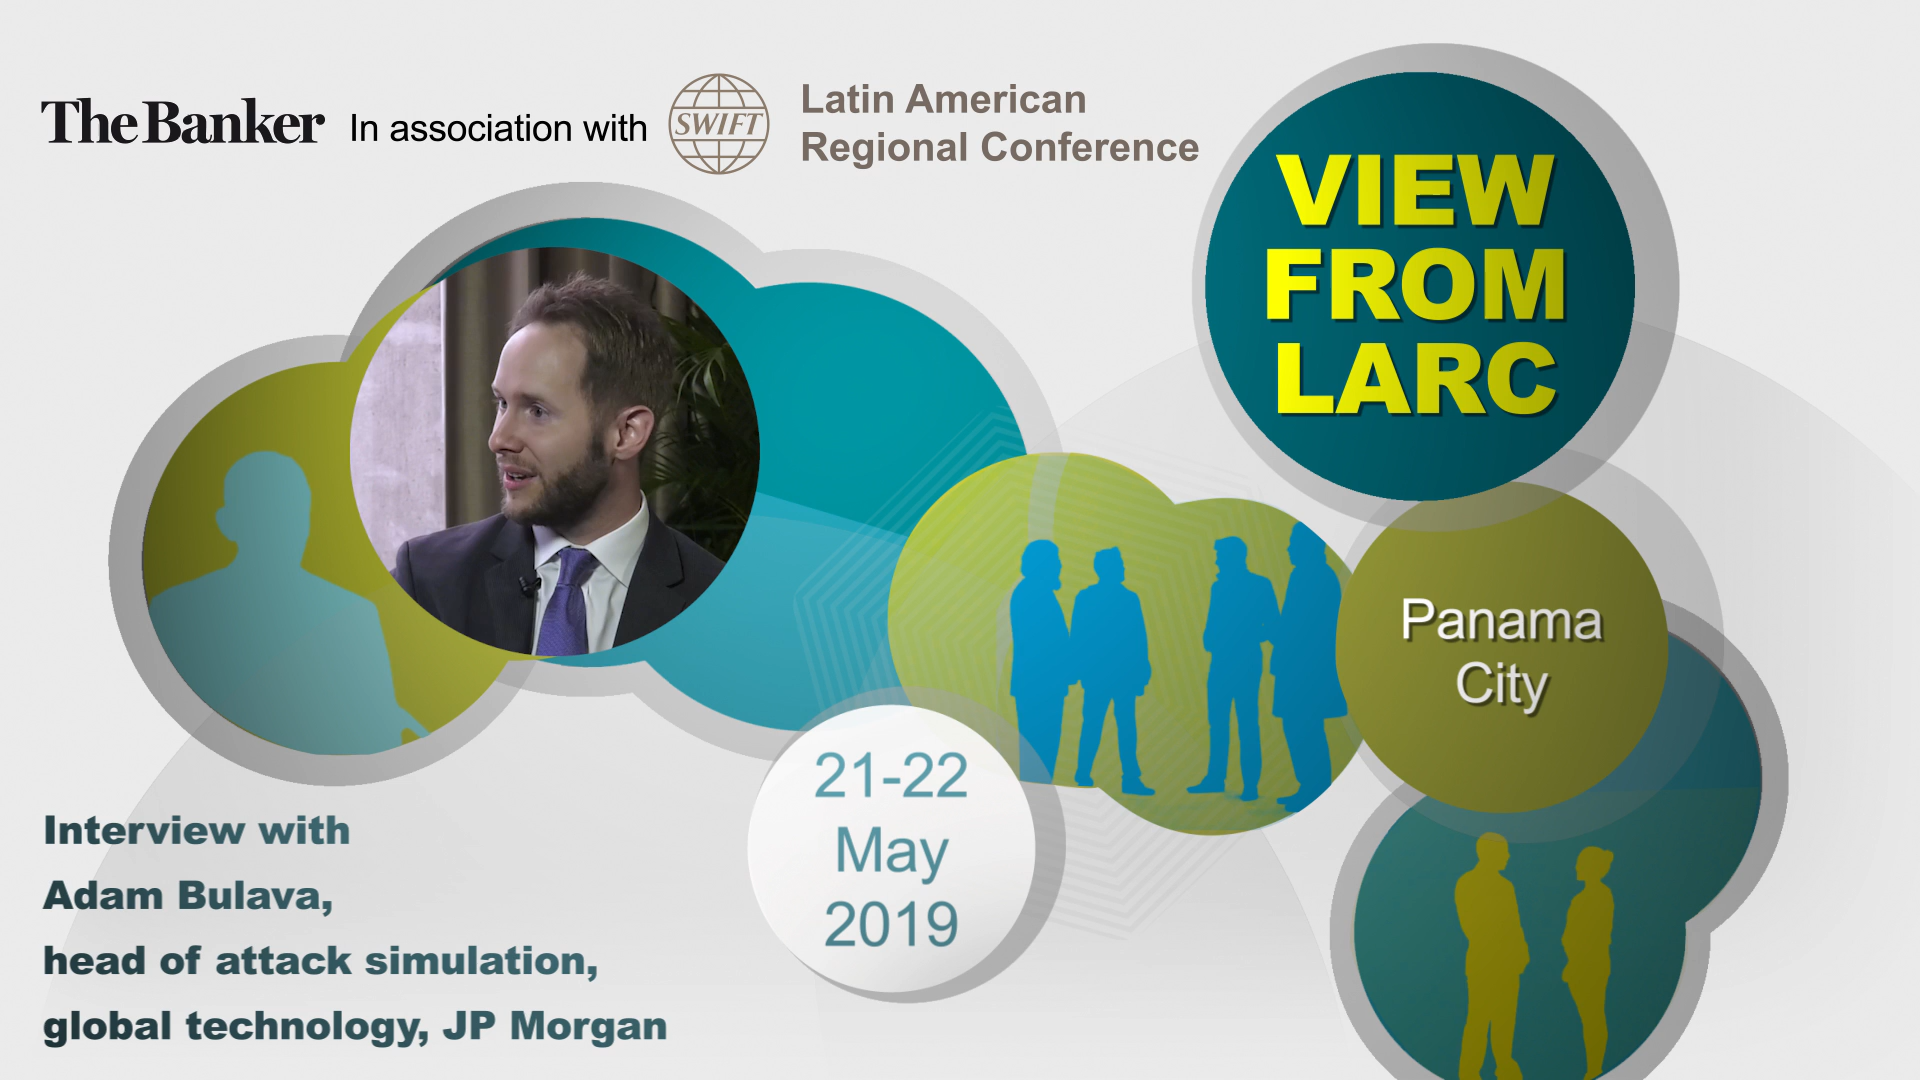 The Banker In association with SWIFT
Latin American
Regional Conference
VIEW
FROM
LARC
Panama
City
21-22
May
2019
Interview with
Adam Bulava,
head of attack simulation,
global technology, JP Morgan